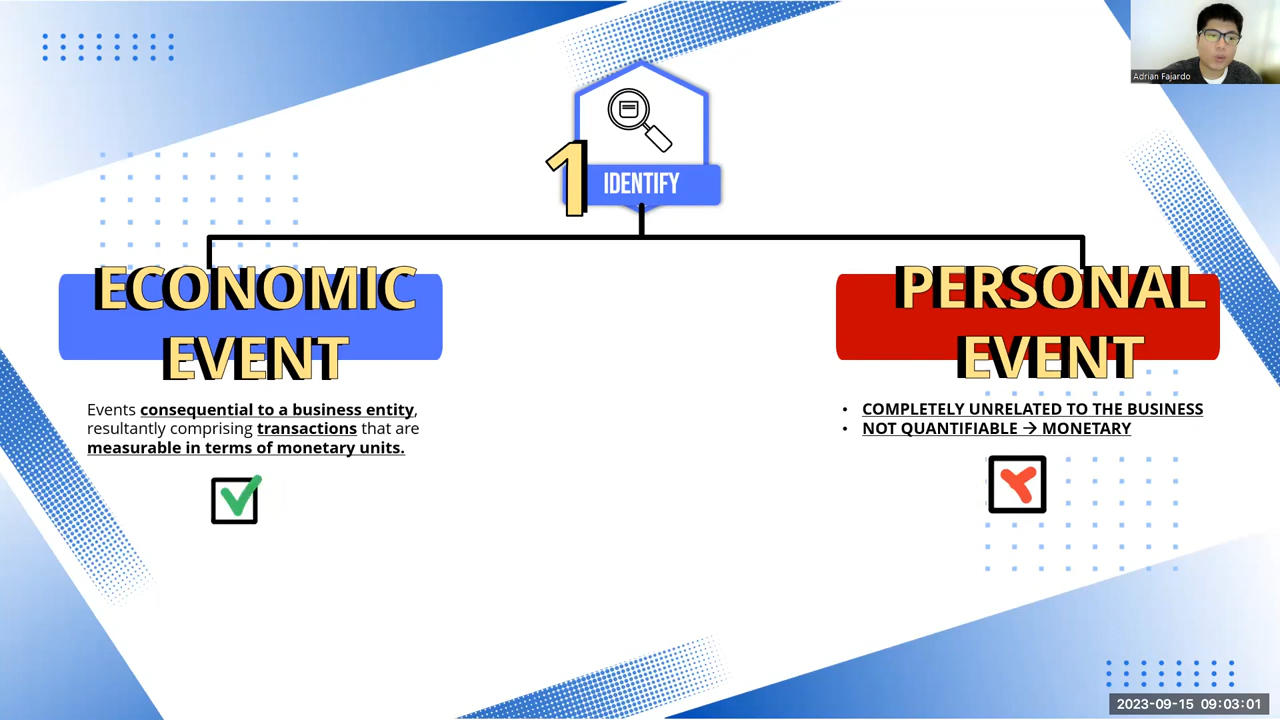 Adrian Fajardo
1
IDENTIFY
ECONOMIC
EVENT
Events consequential to a business entity,
resultantly comprising transactions that are
measurable in terms of monetary units.
PERSONAL
EVENT
• COMPLETELY UNRELATED TO THE BUSINESS
• NOT QUANTIFIABLE → MONETARY
2023-09-15 09:03:01